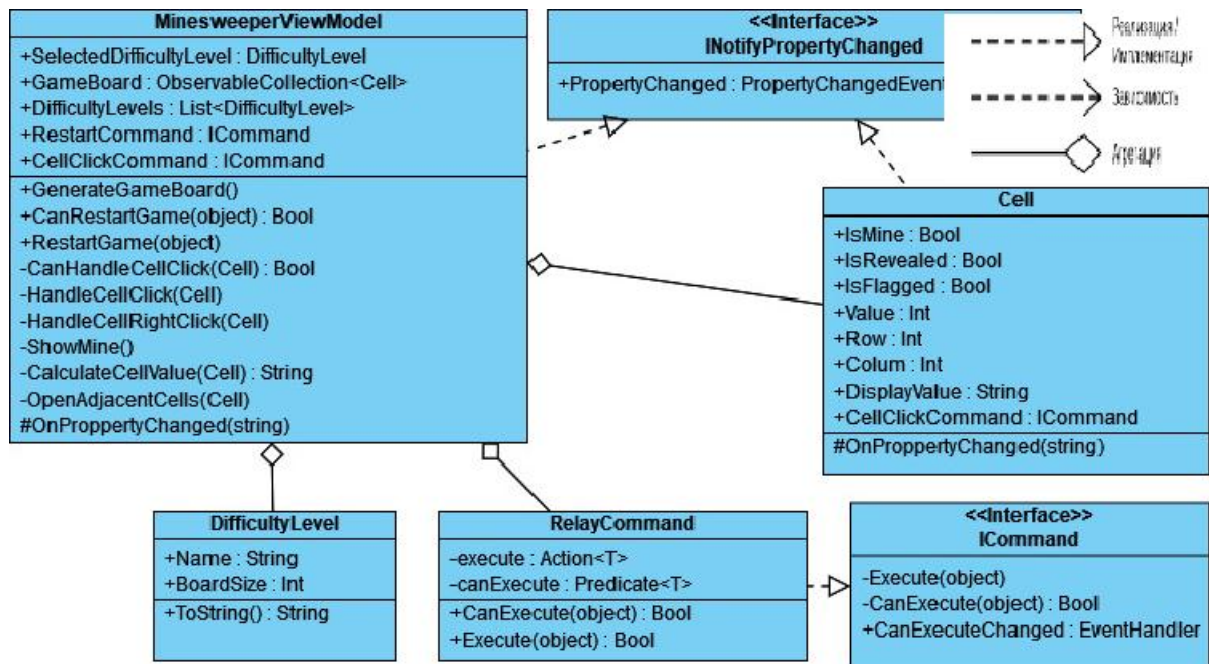 MinesweeperViewModel
+SelectedDifficultyLevel : DifficultyLevel
+GameBoard : ObservableCollection<Cell>
+DifficultyLevels : List<DifficultyLevel>
+RestartCommand : ICommand
+CellClickCommand : ICommand
+GenerateGameBoard()
+CanRestartGame(object) : Bool
+RestartGame(object)
-CanHandleCellClick(Cell) : Bool
-HandleCellClick(Cell)
-HandleCellRightClick(Cell)
-ShowMine()
-CalculateCellValue(Cell) : String
-OpenAdjacentCells(Cell)
#OnProppertyChanged(string)
<<Interface>>
INotifyPropertyChanged
+PropertyChanged : PropertyChangedEvent
Реализация /
Имплементация
Зависимость
Агрегация
Cell
+IsMine : Bool
+IsRevealed : Bool
+IsFlagged : Bool
+Value : Int
+Row : Int
+Colum : Int
+DisplayValue : String
+CellClickCommand : ICommand
#OnProppertyChanged(string)
DifficultyLevel
+Name : String
+BoardSize : Int
+ToString() : String
RelayCommand
-execute : Action<T>
-canExecute : Predicate<T>
+CanExecute(object) : Bool
+Execute(object) : Bool
<<Interface>>
ICommand
-Execute(object)
-CanExecute(object) : Bool
+CanExecuteChanged : EventHandler